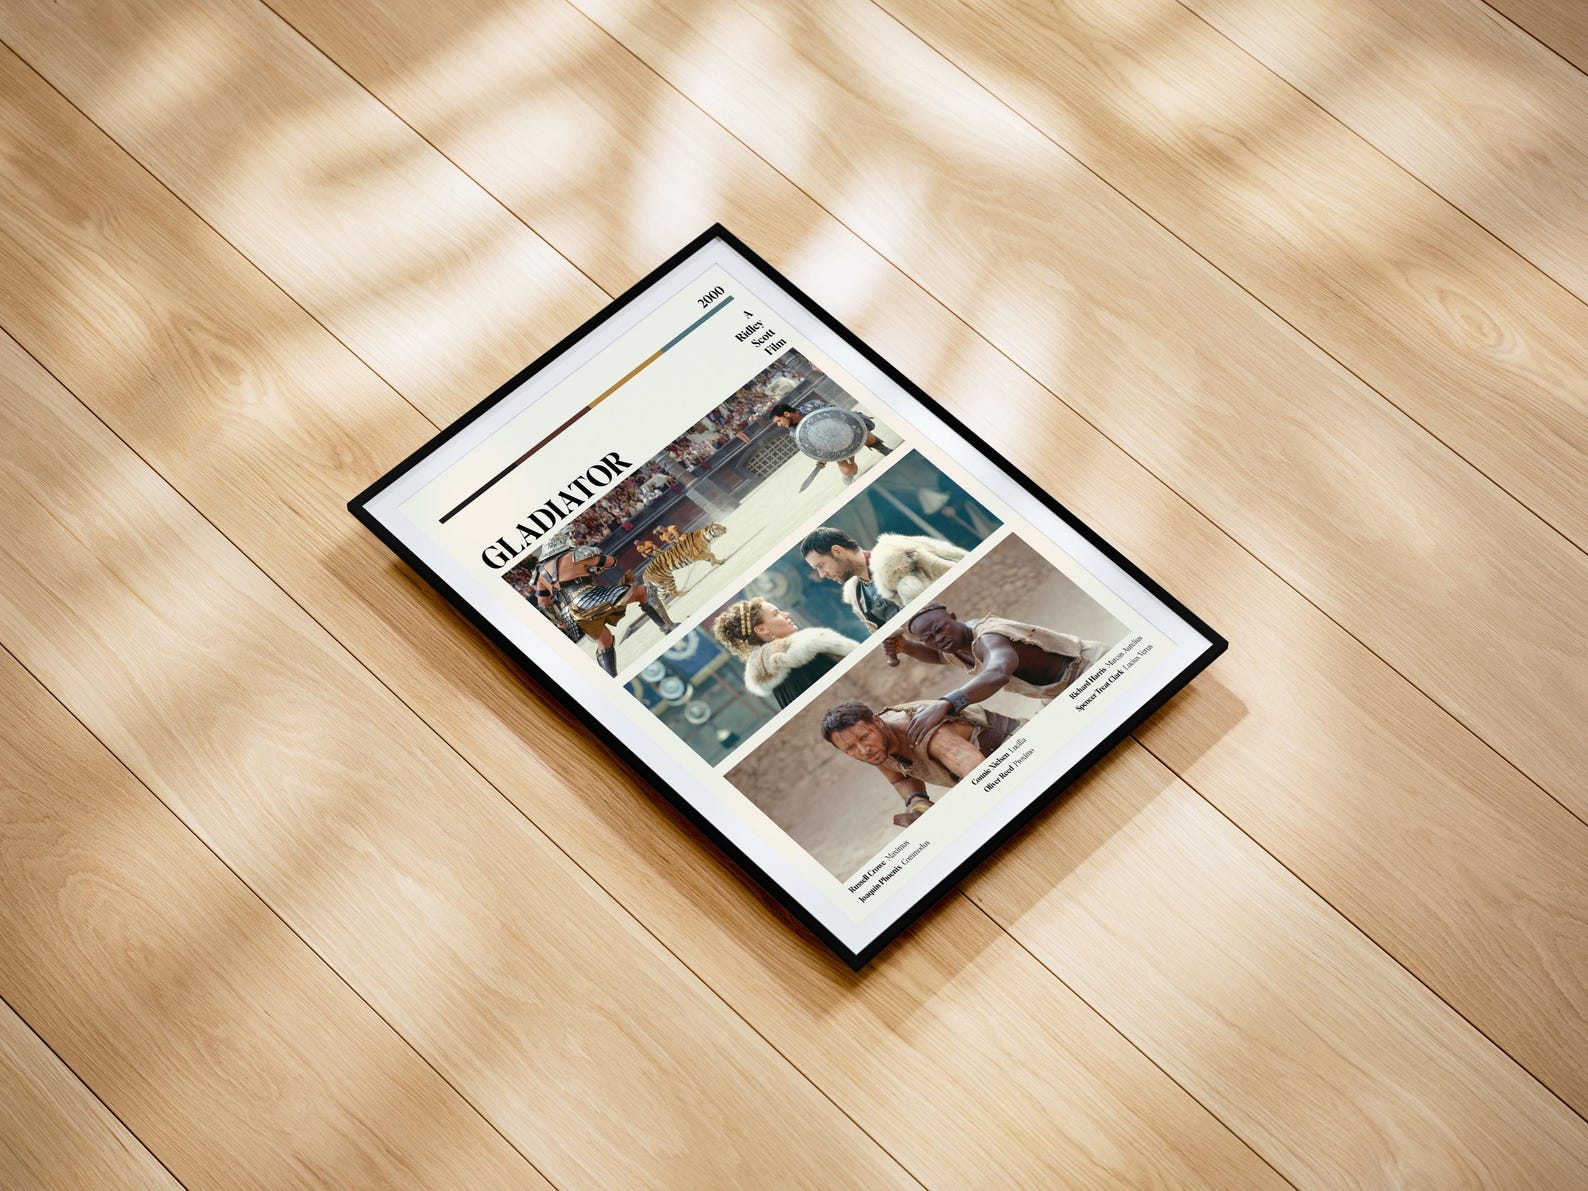 2000
A
Ridley
Scott
Film
GLADIATOR
Russell Crowe Maximus
Joaquin Phoenix Commodus
Connie Nielsen Lucilla
Oliver Reed Proximo
Richard Harris Marcus Aurelius
Spencer Treat Clark Lucius Verus